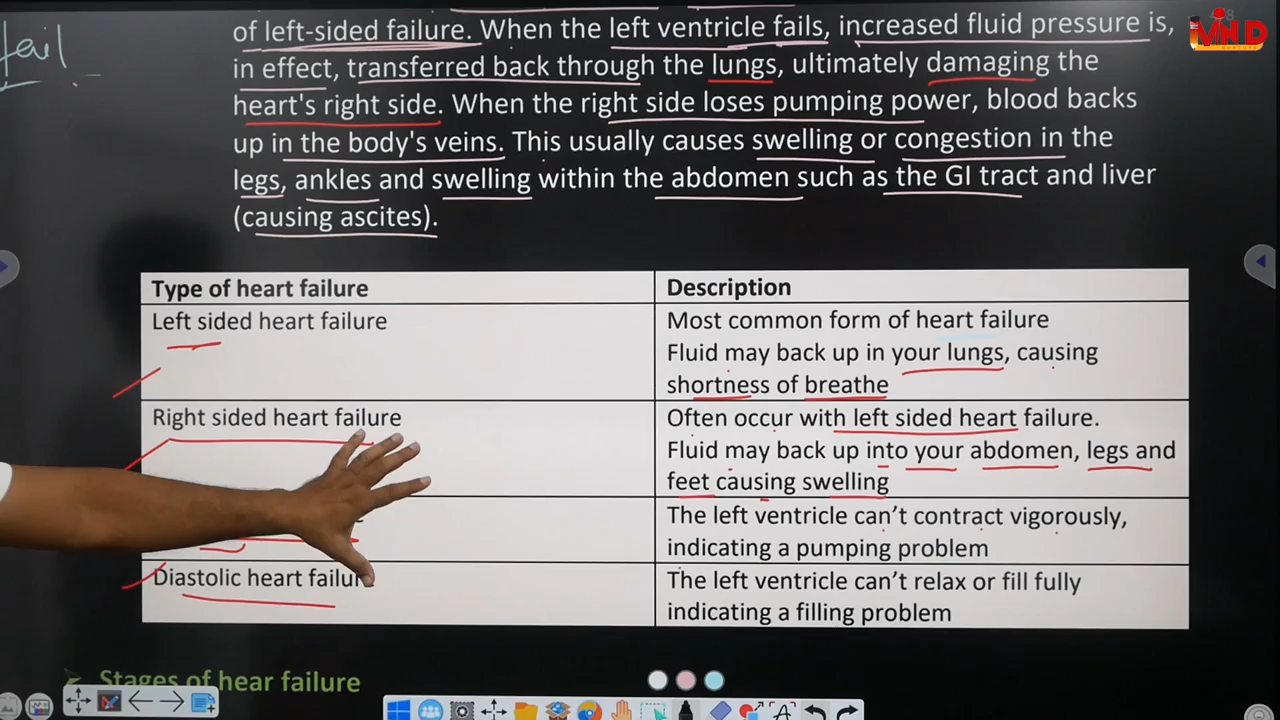 fail
of left-sided failure. When the left ventricle fails, increased fluid pressure is,
in effect, transferred back through the lungs, ultimately damaging the
heart's right side. When the right side loses pumping power, blood backs
up in the body's veins. This usually causes swelling or congestion in the
legs, ankles and swelling within the abdomen such as the GI tract and liver
(causing ascites).
Type of heart failure
Description
Left sided heart failure
Most common form of heart failure
Fluid may back up in your lungs, causing
shortness of breathe
Right sided heart failure
Often occur with left sided heart failure.
Fluid may back up into your abdomen, legs and
feet causing swelling
The left ventricle can't contract vigorously,
indicating a pumping problem
Diastolic heart failur
The left ventricle can't relax or fill fully
indicating a filling problem
Stages of hear failure